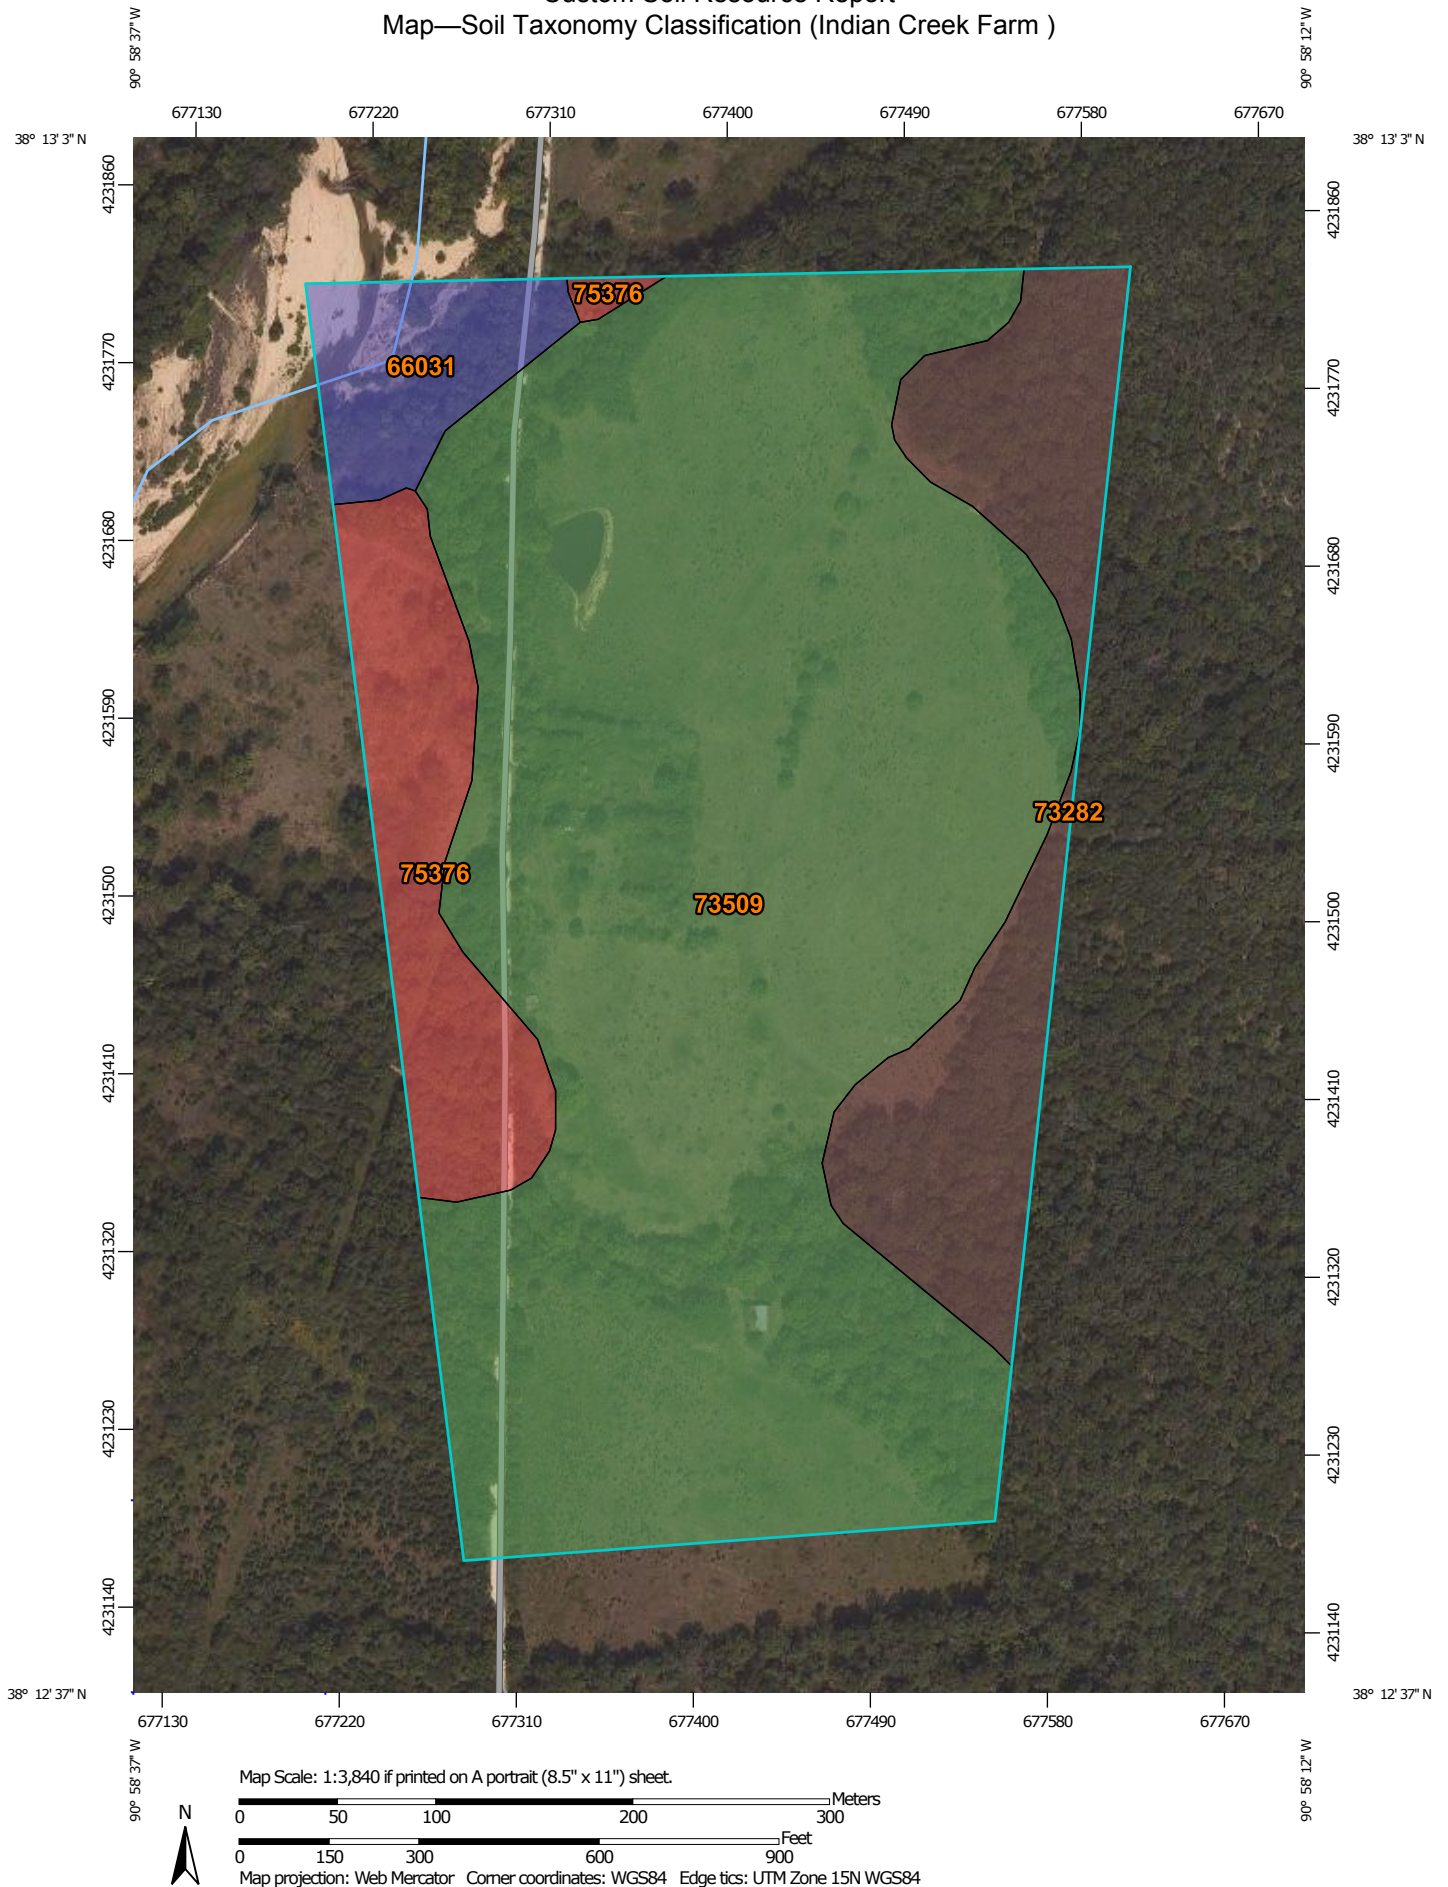 Custom Soil Resource Report
Map—Soil Taxonomy Classification (Indian Creek Farm )
90° 58' 37" W
90° 58' 12" W
677130 677220 677310 677400 677490 677580 677670
38° 13' 3" N
38° 13' 3" N
4231860
4231860
75376
66031
4231770
4231770
4231680
4231680
4231590
4231590
73282
75376
73509
4231500
4231500
4231410
4231410
4231320
4231320
4231230
4231230
4231140
4231140
38° 12' 37" N
38° 12' 37" N
677130 677220 677310 677400 677490 677580 677670
90° 58' 37" W
90° 58' 12" W
Map Scale: 1:3,840 if printed on A portrait (8.5" x 11") sheet.
Meters
0 50 100 200 300
N
Feet
0 150 300 600 900
Map projection: Web Mercator Corner coordinates: WGS84 Edge tics: UTM Zone 15N WGS84